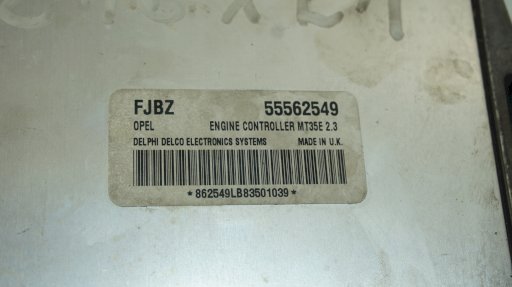 FJBZ 55562549
OPEL ENGINE CONTROLLER MT35E 2.3
DELPHI DELCO ELECTRONICS SYSTEMS MADE IN U.K.
*862549LB83501039*